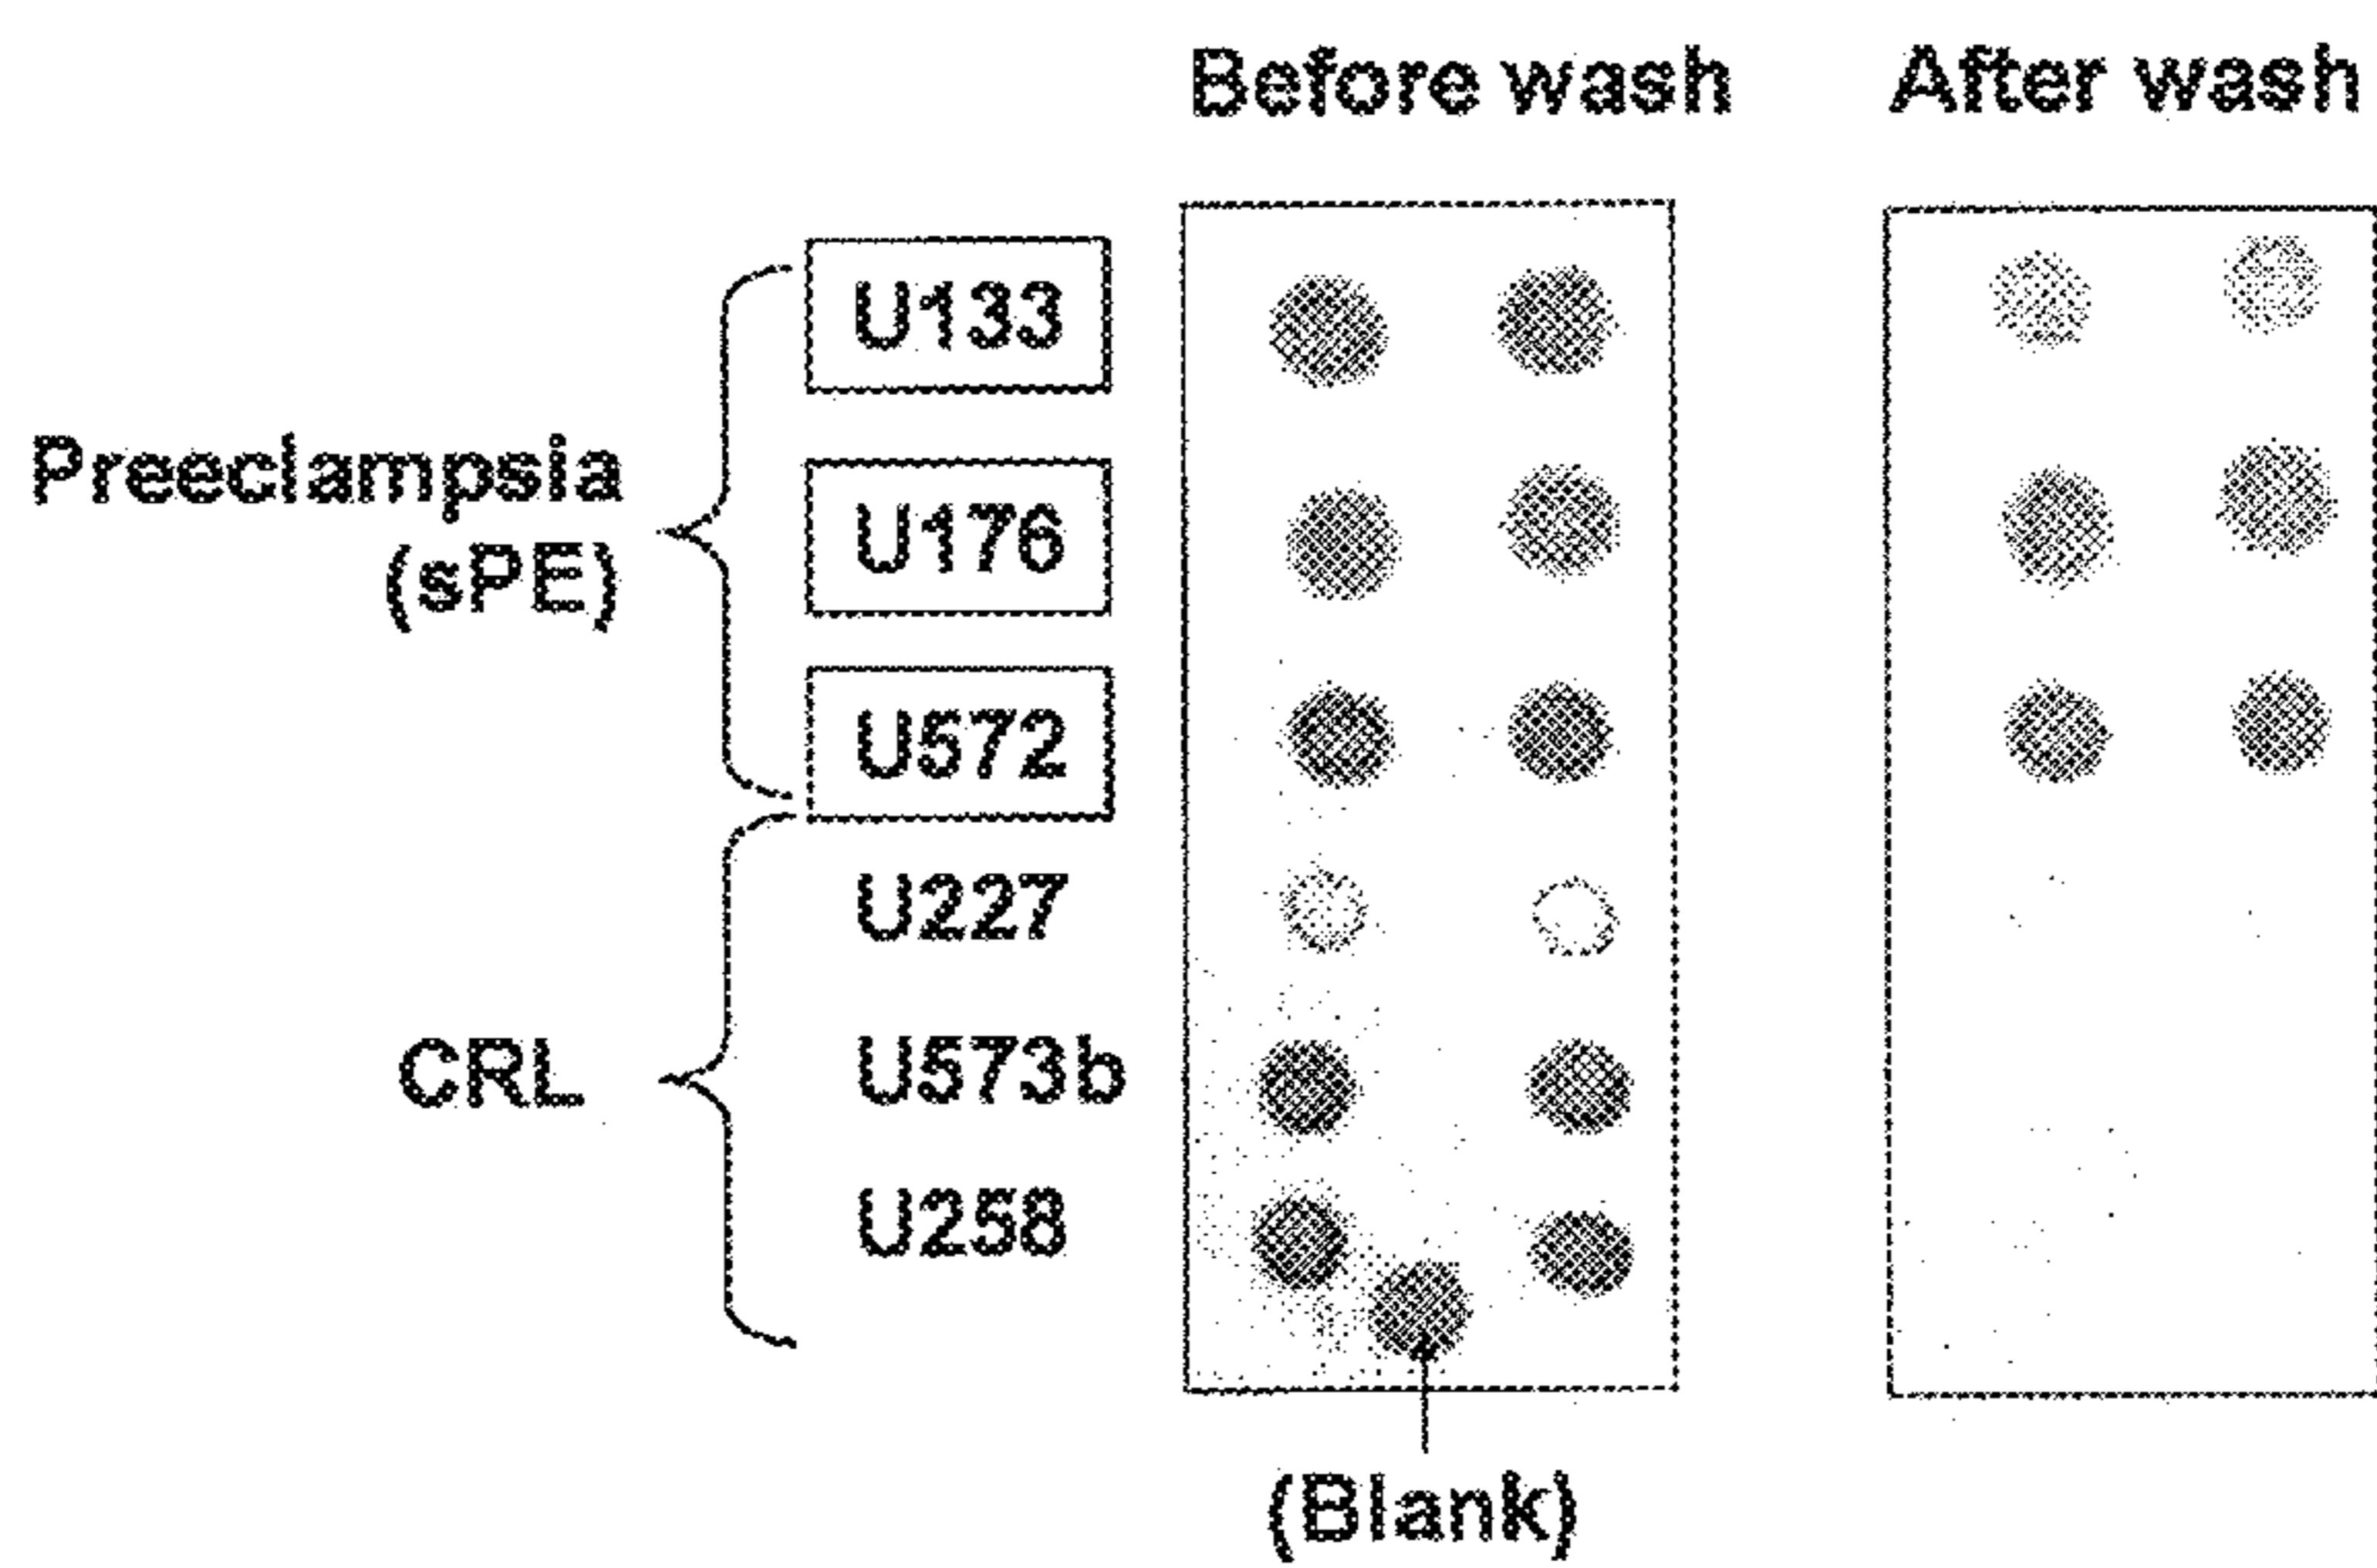 Before wash
After wash
Preeclampsia
(sPE)
U133
U176
U572
CRL
U227
U573b
U258
(Blank)